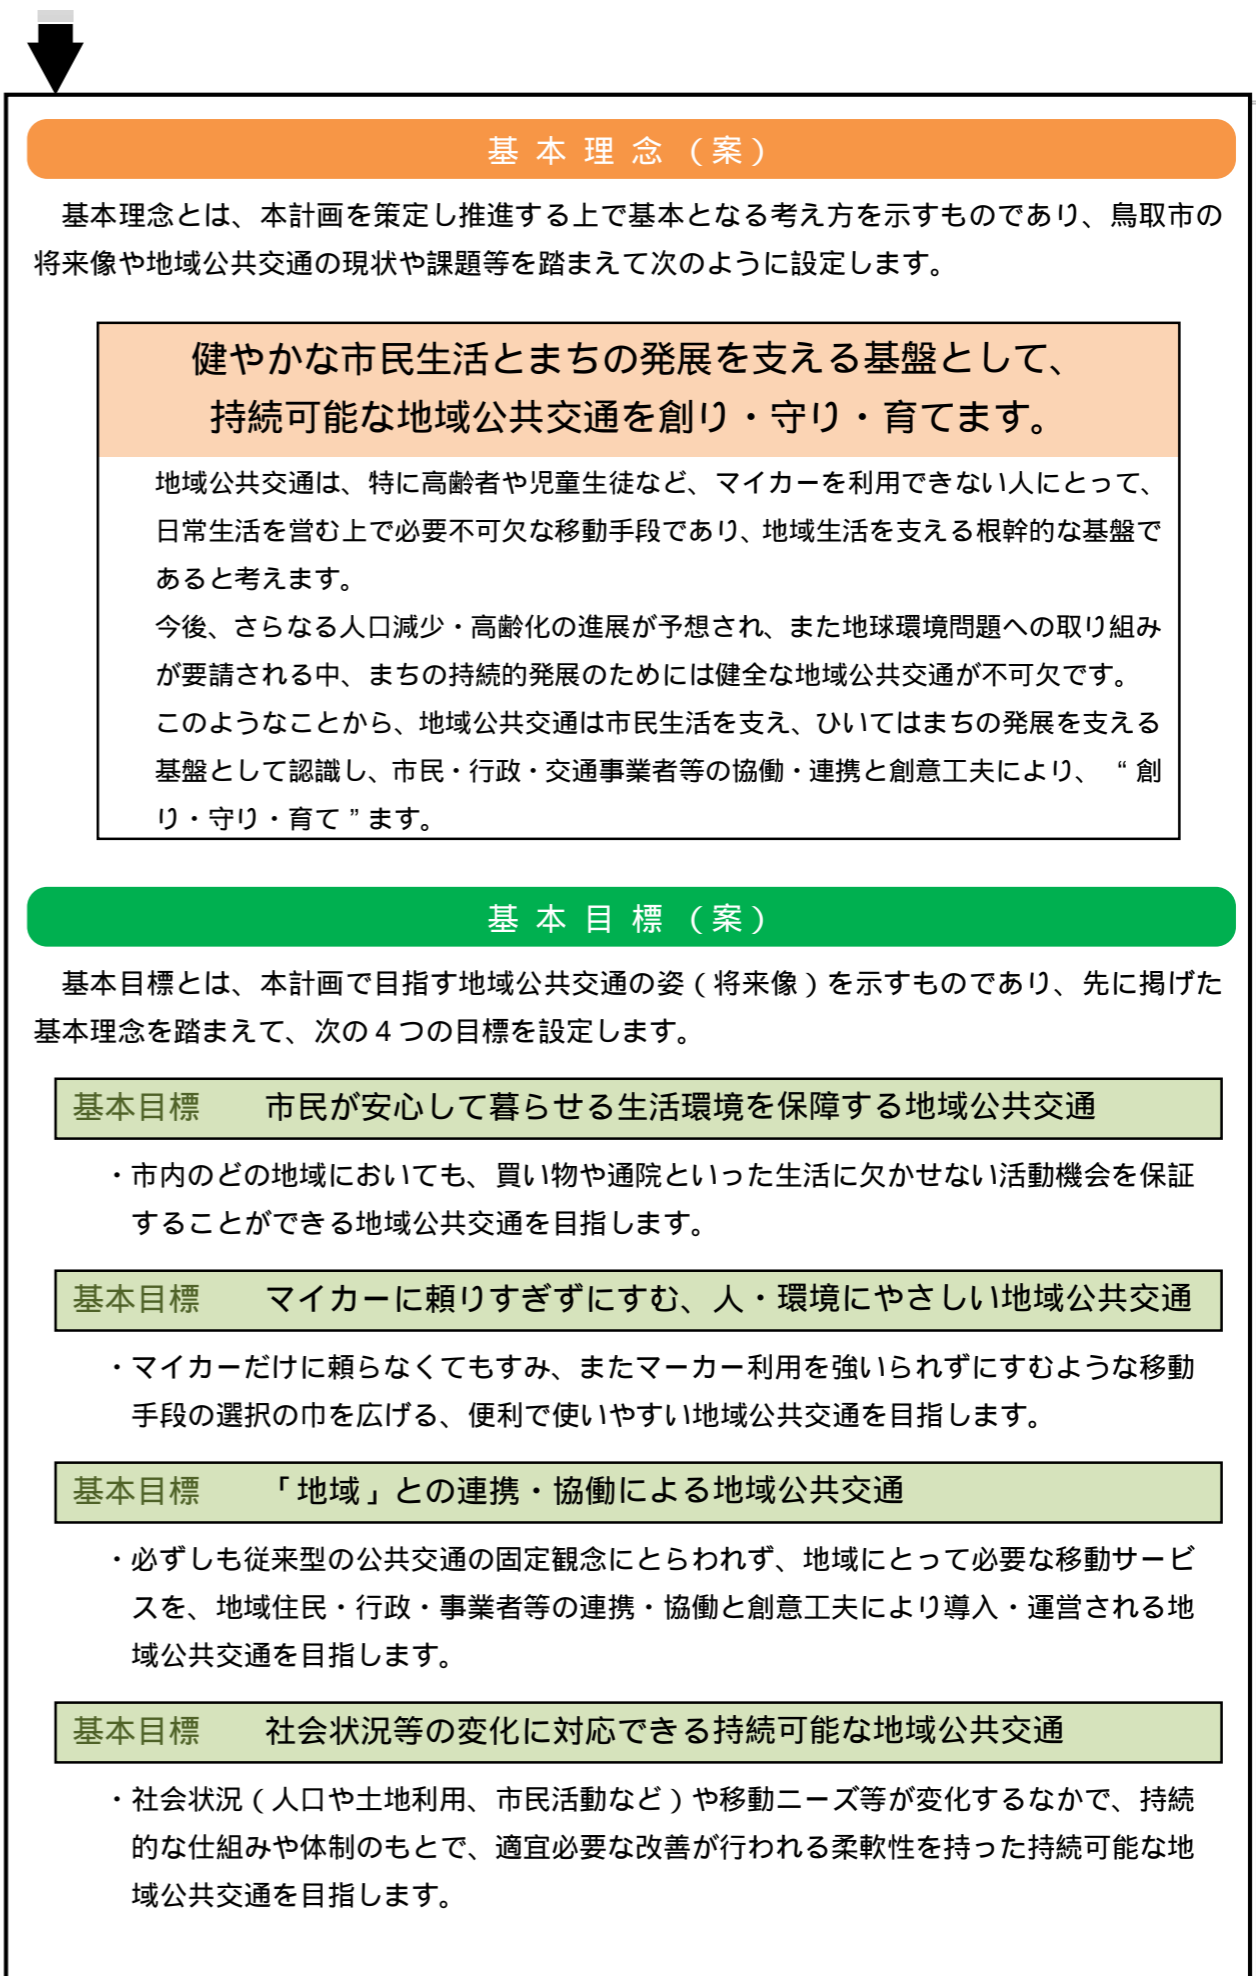 基本理念（案）
基本理念とは、本計画を策定し推進する上で基本となる考え方を示すものであり、鳥取市の
将来像や地域公共交通の現状や課題等を踏まえて次のように設定します。
健やかな市民生活とまちの発展を支える基盤として、
持続可能な地域公共交通を創り・守り・育てます。
地域公共交通は、特に高齢者や児童生徒など、マイカーを利用できない人にとって、
日常生活を営む上で必要不可欠な移動手段であり、地域生活を支える根幹的な基盤で
あると考えます。
今後、さらなる人口減少・高齢化の進展が予想され、また地球環境問題への取り組み
が要請される中、まちの持続的発展のためには健全な地域公共交通が不可欠です。
このようなことから、地域公共交通は市民生活を支え、ひいてはまちの発展を支える
基盤として認識し、市民・行政・交通事業者等の協働・連携と創意工夫により、“創
り・守り・育て”ます。
基本目標（案）
基本目標とは、本計画で目指す地域公共交通の姿（将来像）を示すものであり、先に掲げた
基本理念を踏まえて、次の４つの目標を設定します。
基本目標　市民が安心して暮らせる生活環境を保障する地域公共交通
・市内のどの地域においても、買い物や通院といった生活に欠かせない活動機会を保証
することができる地域公共交通を目指します。
基本目標　マイカーに頼りすぎずにすむ、人・環境にやさしい地域公共交通
・マイカーだけに頼らなくてもすみ、またマーカー利用を強いられずにすむような移動
手段の選択の巾を広げる、便利で使いやすい地域公共交通を目指します。
基本目標　「地域」との連携・協働による地域公共交通
・必ずしも従来型の公共交通の固定観念にとらわれず、地域にとって必要な移動サービ
スを、地域住民・行政・事業者等の連携・協働と創意工夫により導入・運営される地
域公共交通を目指します。
基本目標　社会状況等の変化に対応できる持続可能な地域公共交通
・社会状況（人口や土地利用、市民活動など）や移動ニーズ等が変化するなかで、持続
的な仕組みや体制のもとで、適宜必要な改善が行われる柔軟性を持った持続可能な地
域公共交通を目指します。